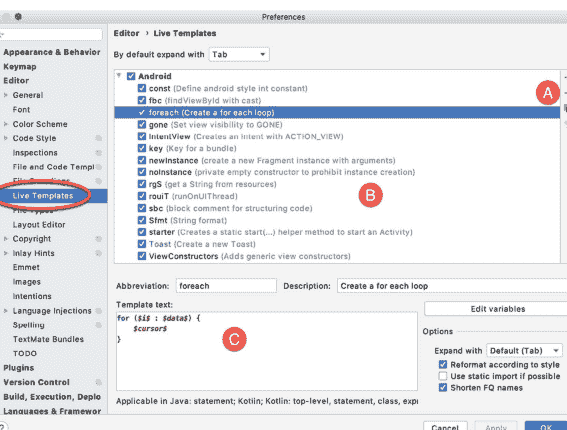 Preferences
Appearance & Behavior
Keymap
Editor
General
Font
Color Scheme
Code Style
Inspections
File and Code Templ
Live Templates
File Types
Layout Editor
Copyright
Inlay Hints
Emmet
Images
Intentions
Language Injections
Spelling
TextMate Bundles
TODO
Plugins
Version Control
Build, Execution, Deplo
Languages & Framewor
?
Editor › Live Templates
By default expand with Tab
Android
const (Define android style int constant)
fbc (findViewById with cast)
foreach (Create a for each loop)
gone (Set view visibility to GONE)
IntentView (Creates an Intent with ACTION_VIEW)
key (Key for a bundle)
newInstance (create a new Fragment instance with arguments)
noInstance (private empty constructor to prohibit instance creation)
rgS (get a String from resources)
rouiT (runOnUIThread)
sbc (block comment for structuring code)
Sfmt (String format)
starter (Creates a static start(...) helper method to start an Activity)
Toast (Create a new Toast)
ViewConstructors (Adds generic view constructors)
A
B
Abbreviation: foreach Description: Create a for each loop
Template text:
for ($i$ : $data$) {
$cursor$
}
C
Edit variables
Options
Expand with Default (Tab)
Reformat according to style
Use static import if possible
Shorten FQ names
Applicable in Java: statement; Kotlin; Kotlin: top-level, statement, class, expr
Cancel Apply OK